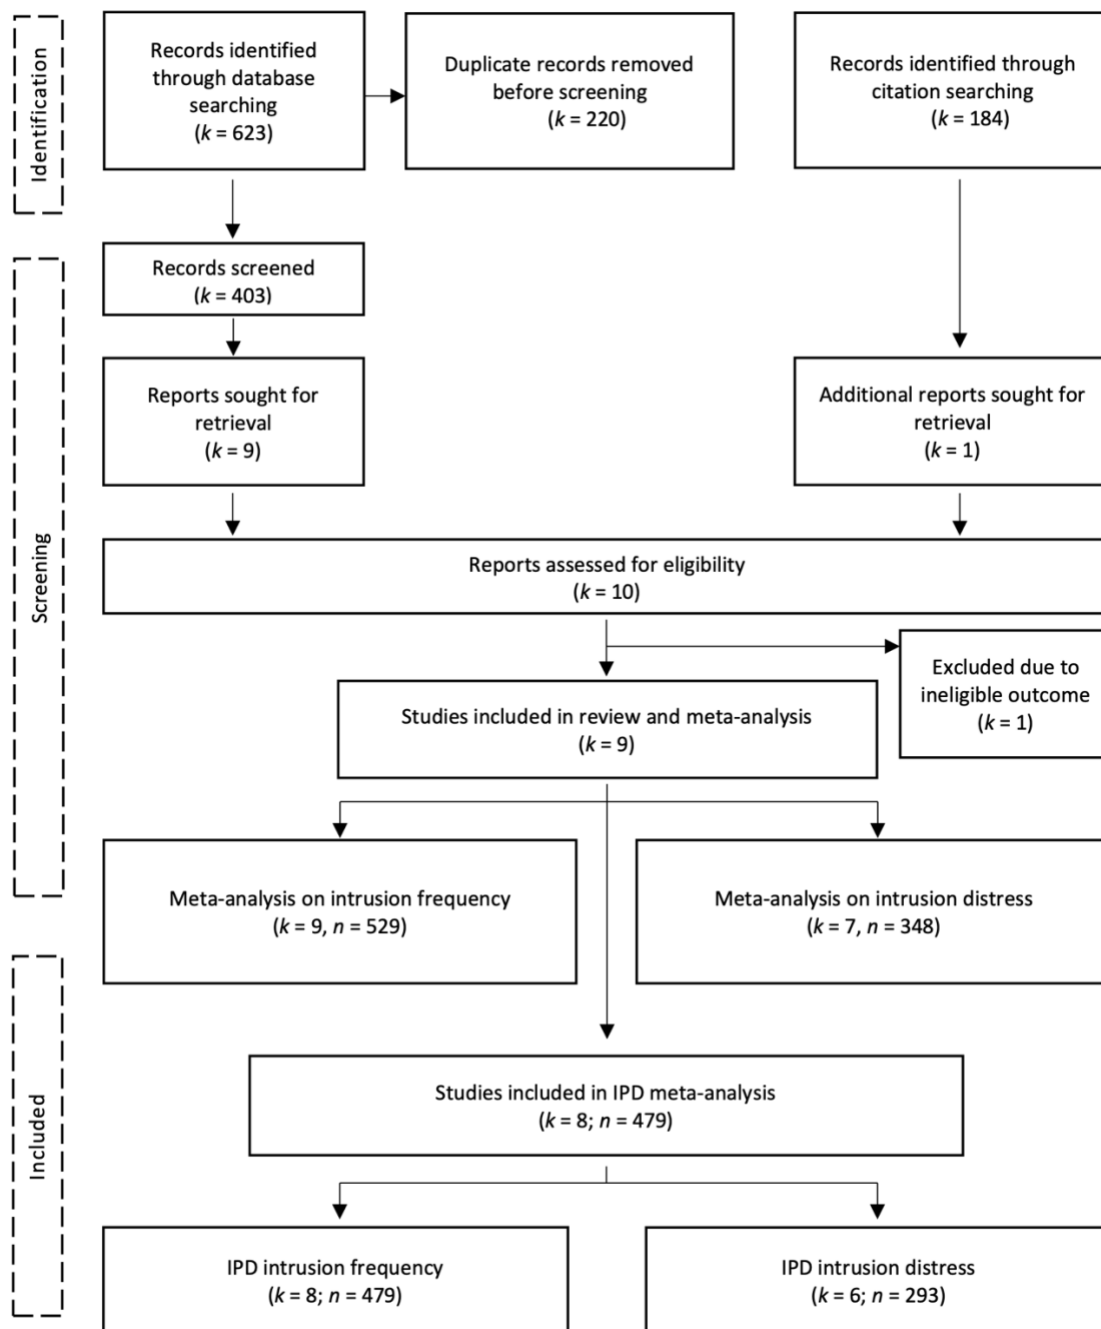 Identification
Records identified
through database
searching
(k = 623)
Duplicate records removed
before screening
(k = 220)
Records identified through
citation searching
(k = 184)
Screening
Records screened
(k = 403)
Reports sought for
retrieval
(k = 9)
Additional reports sought for
retrieval
(k = 1)
Reports assessed for eligibility
(k = 10)
Excluded due to
ineligible outcome
(k = 1)
Studies included in review and meta-analysis
(k = 9)
Meta-analysis on intrusion frequency
(k = 9, n = 529)
Meta-analysis on intrusion distress
(k = 7, n = 348)
Included
Studies included in IPD meta-analysis
(k = 8; n = 479)
IPD intrusion frequency
(k = 8; n = 479)
IPD intrusion distress
(k = 6; n = 293)